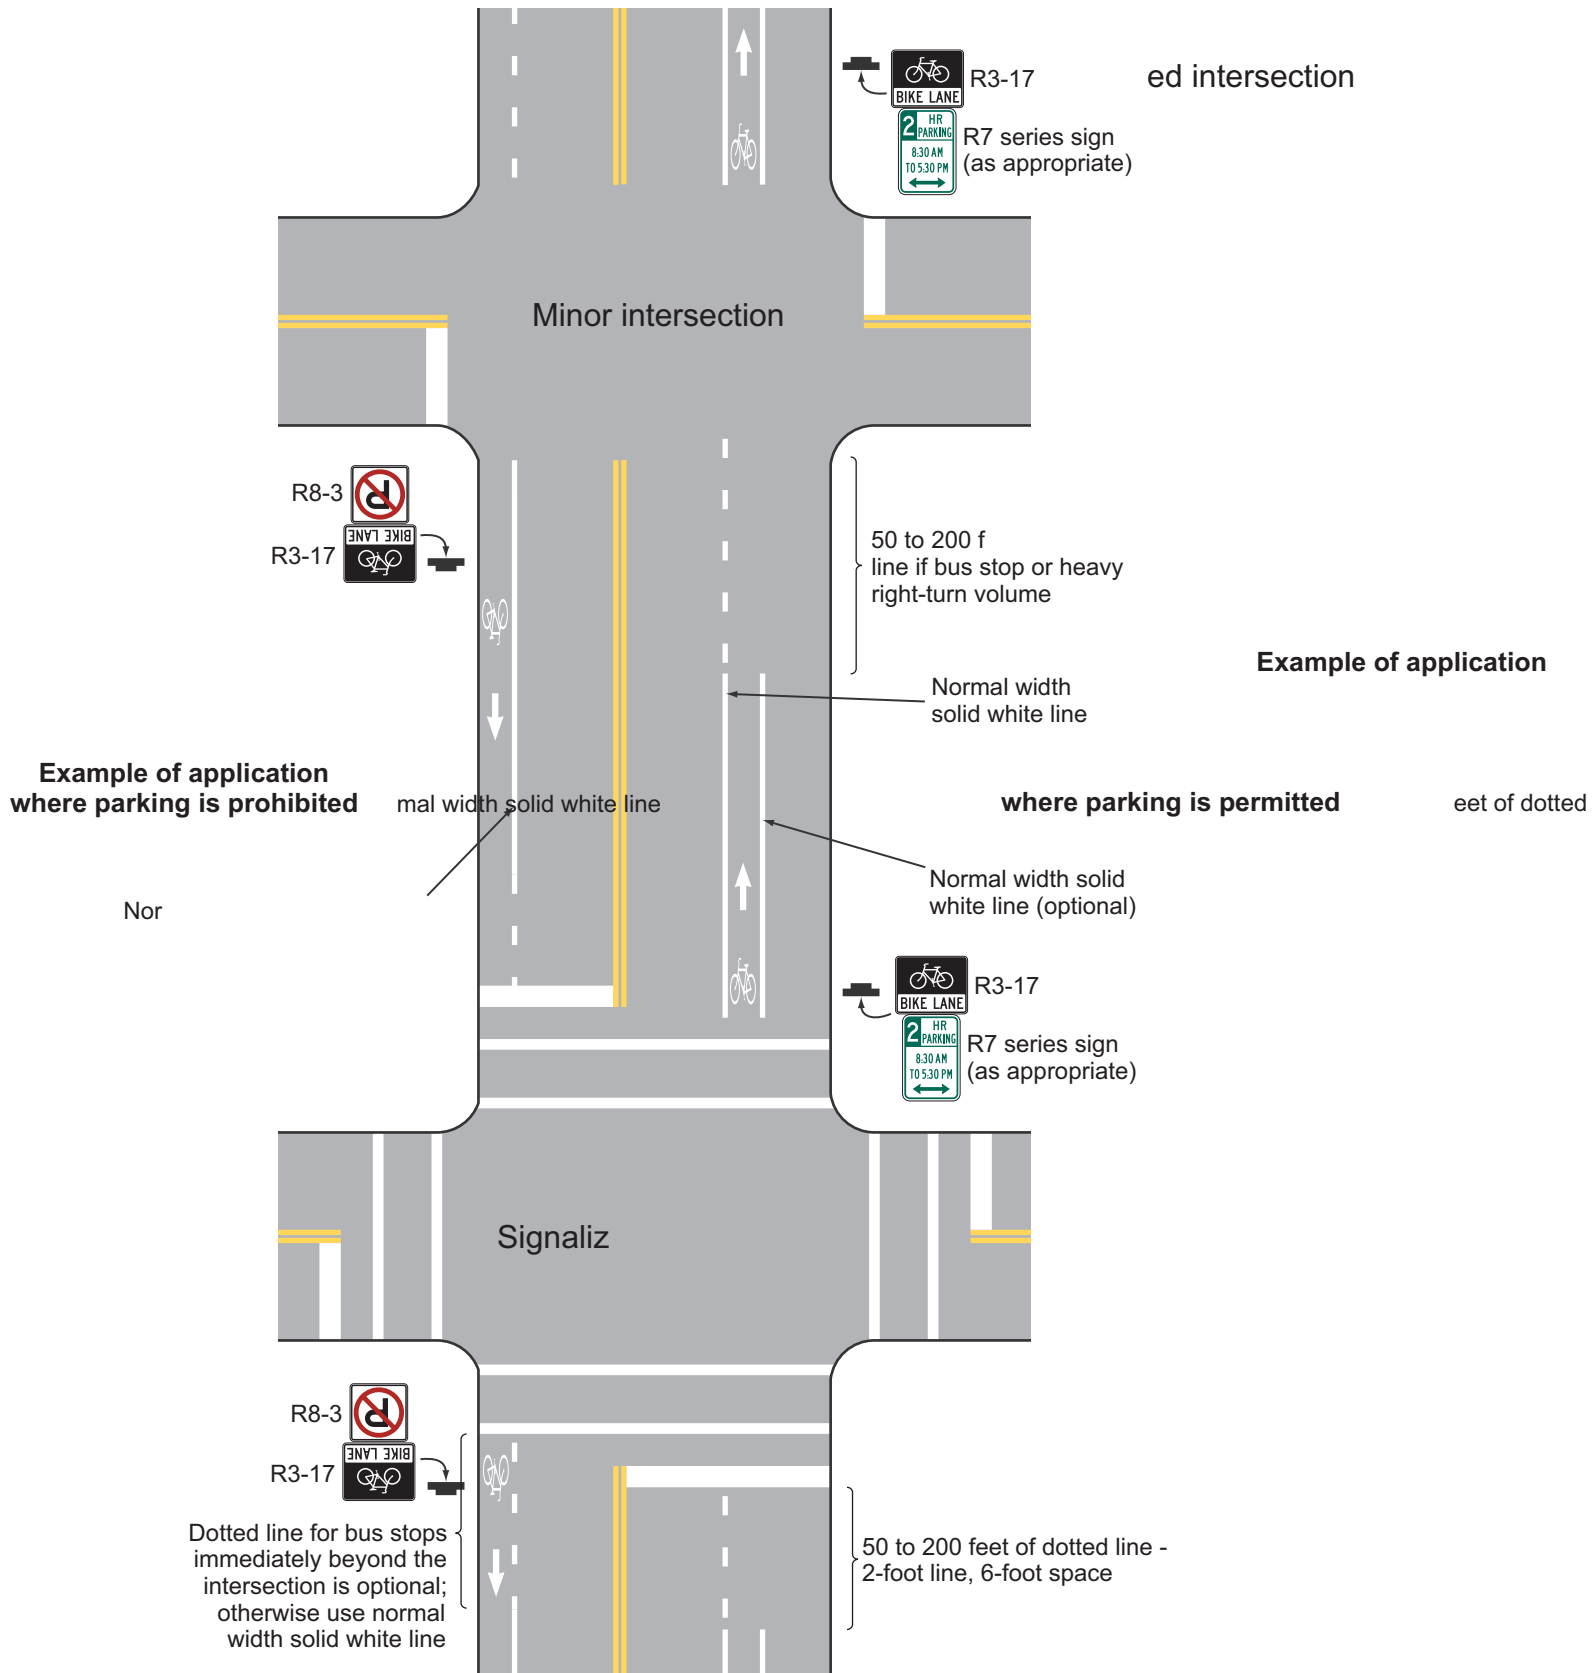 BIKE LANE
R3-17
ed intersection
2 HR
PARKING
8:30 AM
TO 5:30 PM
R7 series sign
(as appropriate)
Minor intersection
R8-3
P
R3-17
BIKE LANE
50 to 200 f
line if bus stop or heavy
right-turn volume
Example of application
Normal width
solid white line
Example of application
where parking is prohibited
mal width solid white line
where parking is permitted
eet of dotted
Nor
Normal width solid
white line (optional)
BIKE LANE
R3-17
2 HR
PARKING
8:30 AM
TO 5:30 PM
R7 series sign
(as appropriate)
Signaliz
R8-3
P
R3-17
BIKE LANE
Dotted line for bus stops
immediately beyond the
intersection is optional;
otherwise use normal
width solid white line
50 to 200 feet of dotted line -
2-foot line, 6-foot space